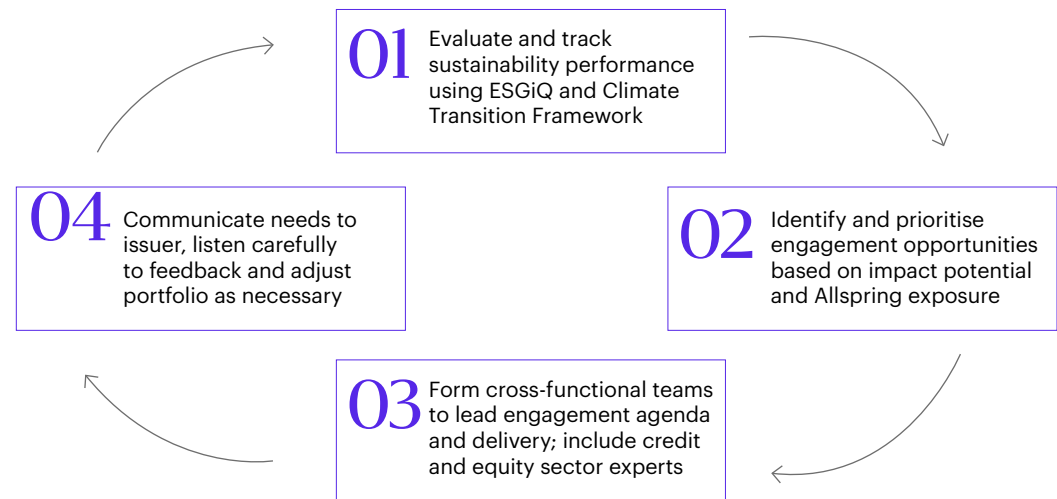 01
Evaluate and track
sustainability performance
using ESGiQ and Climate
Transition Framework
02
Identify and prioritise
engagement opportunities
based on impact potential
and Allspring exposure
03
Form cross-functional teams
to lead engagement agenda
and delivery; include credit
and equity sector experts
04
Communicate needs to
issuer, listen carefully
to feedback and adjust
portfolio as necessary